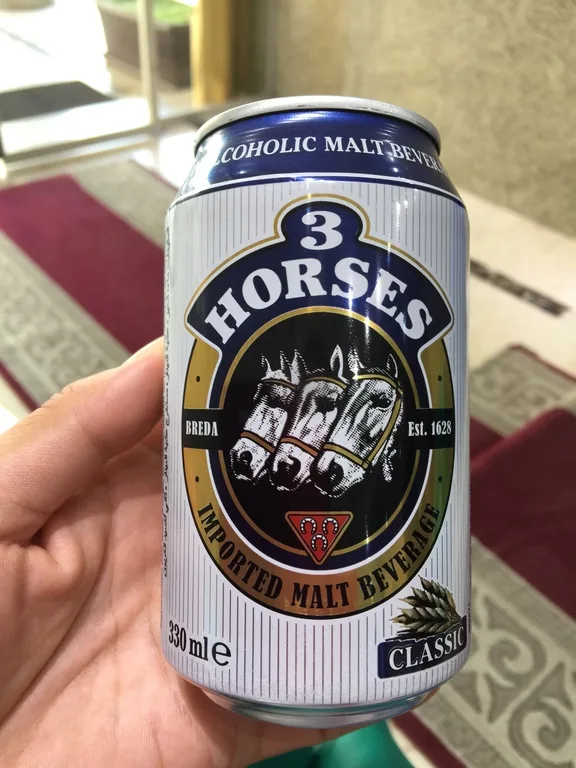 ALCOHOLIC MALT BEVER
3
HORSES
BREDA
Est. 1628
IMPORTED MALT BEVERAGE
330 ml e
CLASSIC